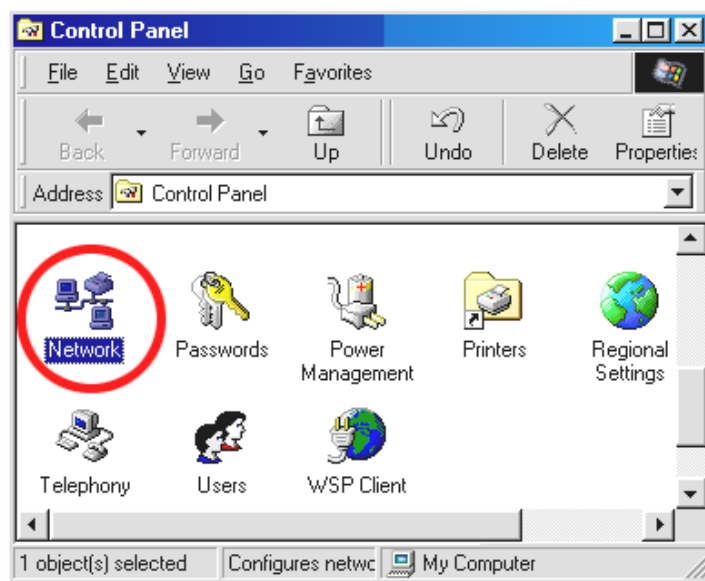 Control Panel
File Edit View Go Favorites
Back Forward Up Undo Delete Properties
Address Control Panel
Network Passwords Power Management Printers Regional Settings
Telephony Users WSP Client
1 object(s) selected Configures netwc My Computer